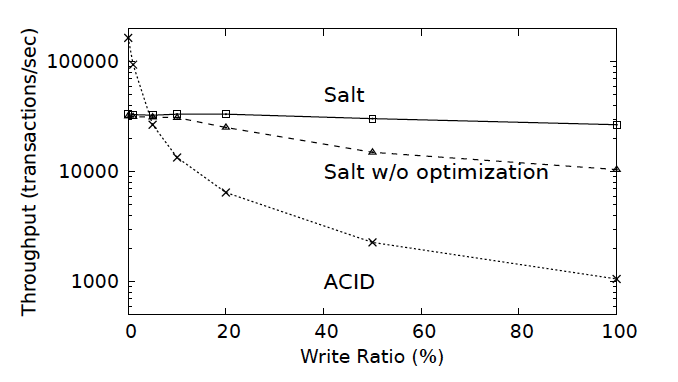 Throughput (transactions/sec)
100000
10000
1000
Salt
Salt w/o optimization
ACID
0 20 40 60 80 100
Write Ratio (%)